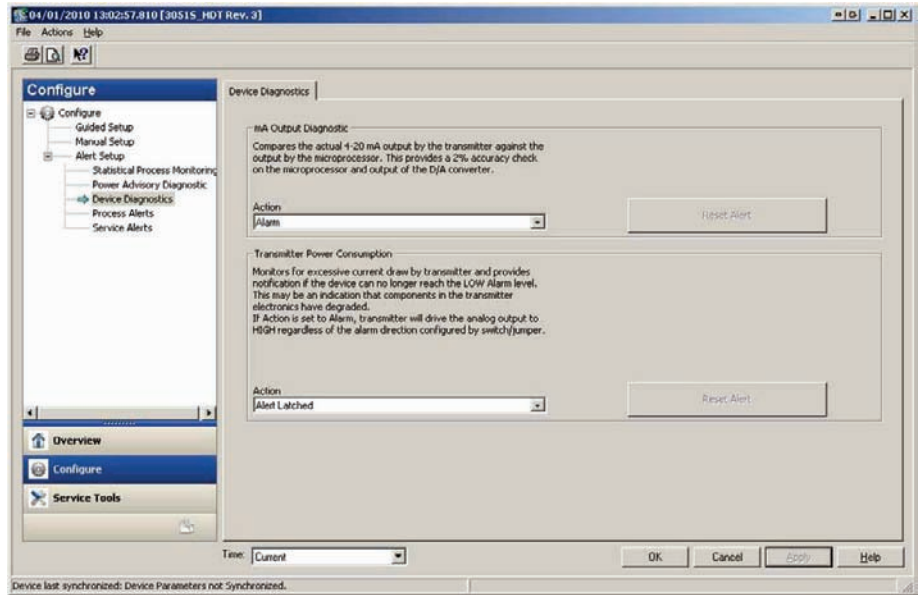 04/01/2010 13:02:57.810 [3051S_HDT Rev. 3]
File Actions Help
Configure
Configure
Guided Setup
Manual Setup
Alert Setup
Statistical Process Monitoring
Power Advisory Diagnostic
Device Diagnostics
Process Alerts
Service Alerts
Overview
Configure
Service Tools
Device Diagnostics
mA Output Diagnostic
Compares the actual 4-20 mA output by the transmitter against the
output by the microprocessor. This provides a 2% accuracy check
on the microprocessor and output of the D/A converter.
Action
Alarm
Reset Alert
Transmitter Power Consumption
Monitors for excessive current draw by transmitter and provides
notification if the device can no longer reach the LOW Alarm level.
This may be an indication that components in the transmitter
electronics have degraded.
If Action is set to Alarm, transmitter will drive the analog output to
HIGH regardless of the alarm direction configured by switch/jumper.
Action
Alert Latched
Reset Alert
Time: Current
OK Cancel Apply Help
Device last synchronized: Device Parameters not Synchronized.